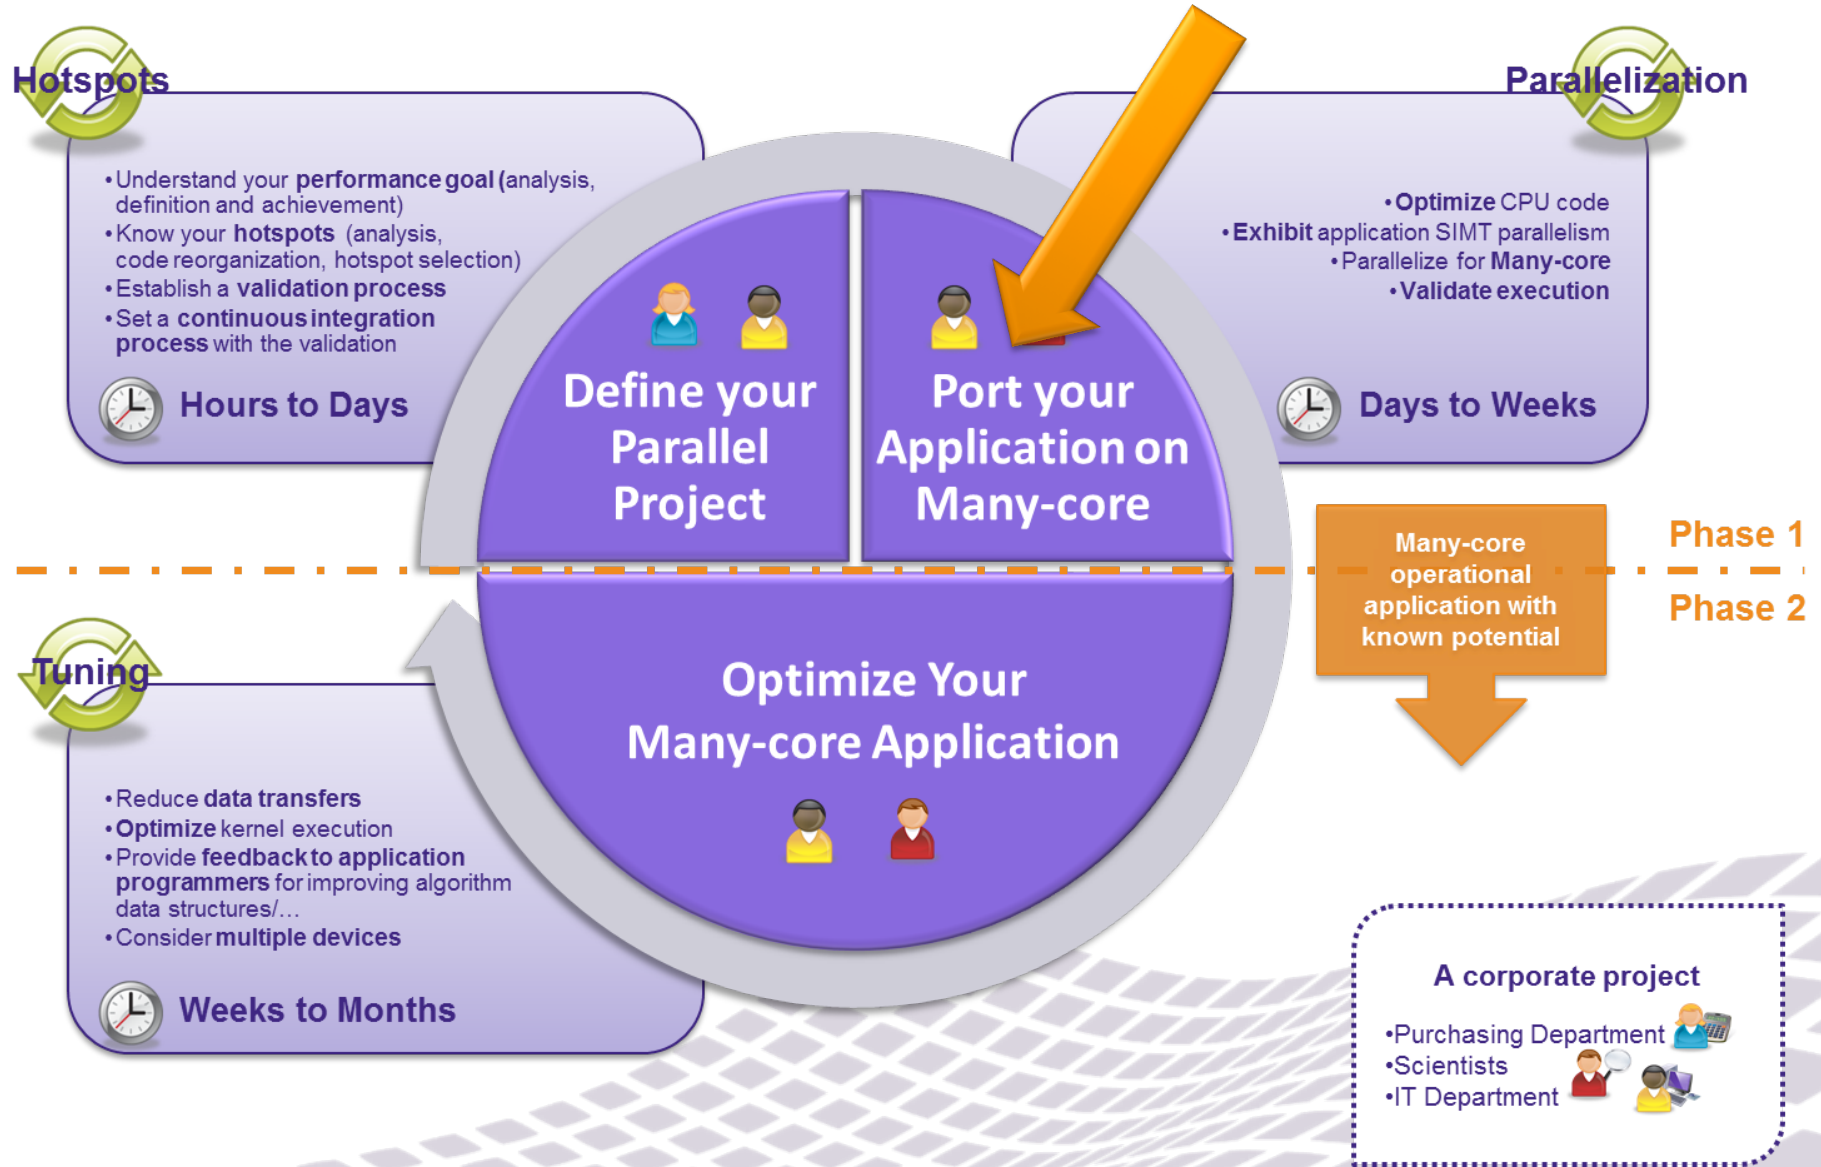 Hotspots
•Understand your performance goal (analysis,
definition and achievement)
•Know your hotspots (analysis,
code reorganization, hotspot selection)
•Establish a validation process
•Set a continuous integration
process with the validation
Hours to Days
Parallelization
•Optimize CPU code
•Exhibit application SIMT parallelism
•Parallelize for Many-core
•Validate execution
Days to Weeks
Define your
Parallel
Project
Port your
Application on
Many-core
Many-core
operational
application with
known potential
Phase 1
Phase 2
Tuning
•Reduce data transfers
•Optimize kernel execution
•Provide feedback to application
programmers for improving algorithm
data structures/…
•Consider multiple devices
Weeks to Months
Optimize Your
Many-core Application
A corporate project
•Purchasing Department
•Scientists
•IT Department